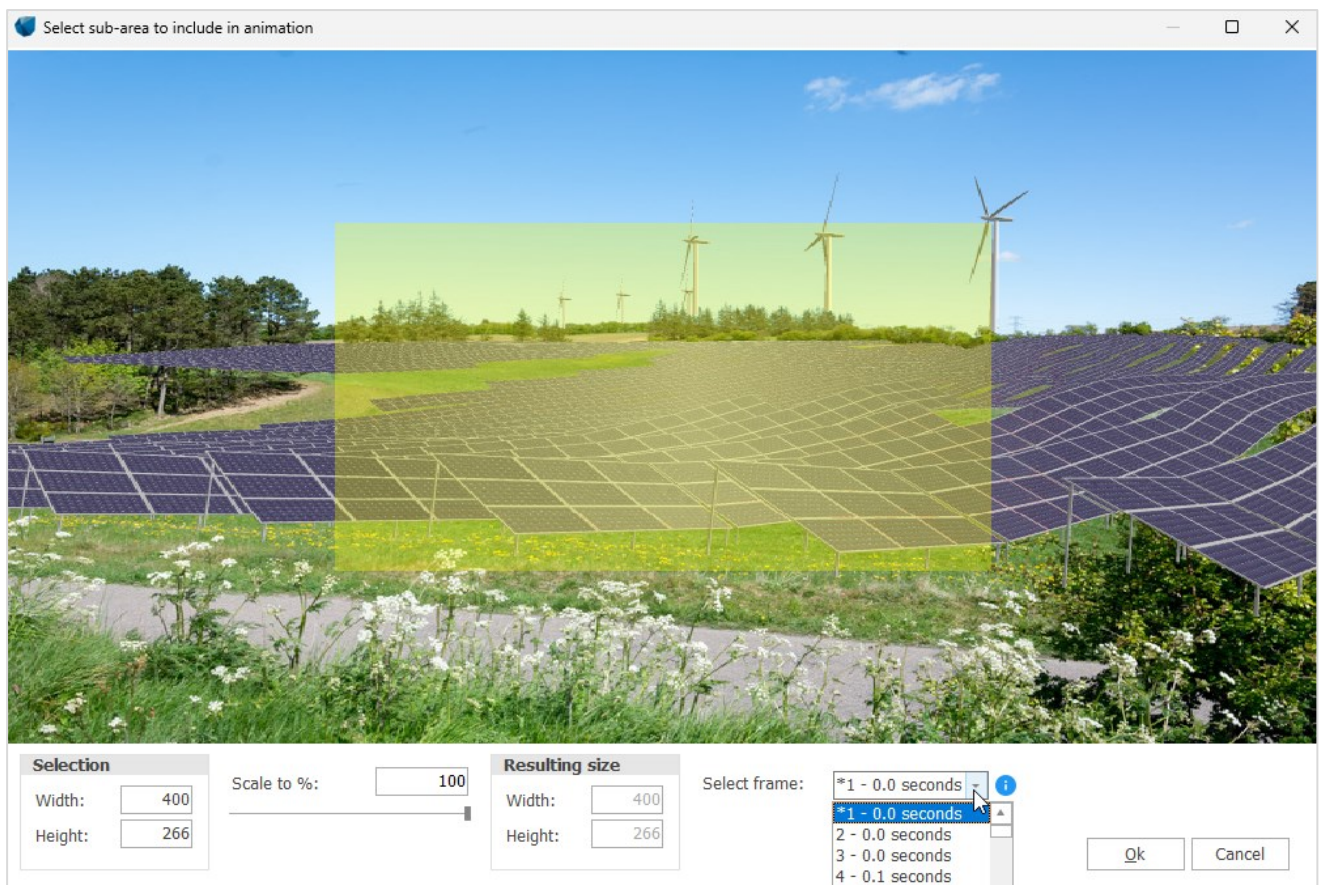 Select sub-area to include in animation
Selection
Width: 400
Height: 266
Scale to %: 100
Resulting size
Width: 400
Height: 266
Select frame: *1 - 0.0 seconds
*1 - 0.0 seconds
2 - 0.0 seconds
3 - 0.0 seconds
4 - 0.1 seconds
Ok
Cancel